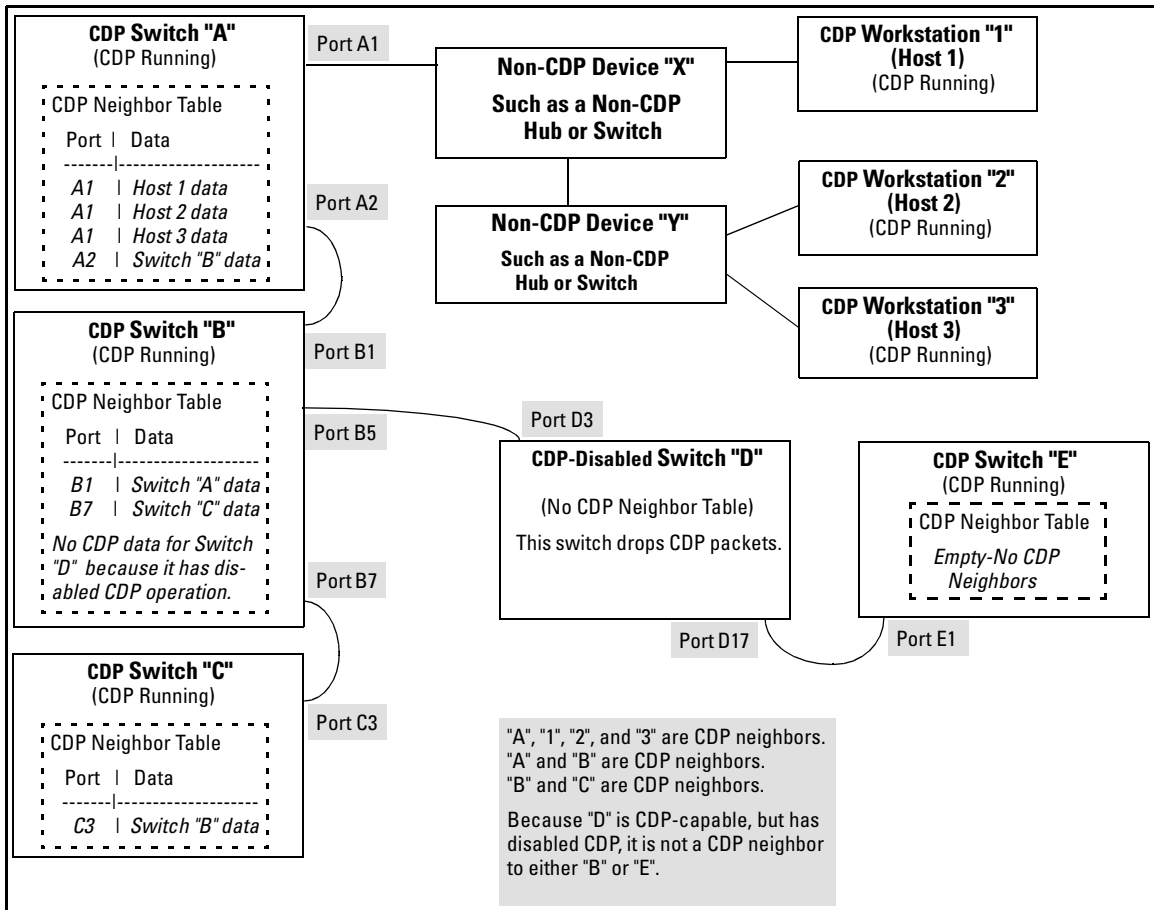 CDP Switch "A"
(CDP Running)
CDP Neighbor Table
Port | Data
-------|--------------------
A1 | Host 1 data
A1 | Host 2 data
A1 | Host 3 data
A2 | Switch "B" data
Port A1
Port A2
Non-CDP Device "X"
Such as a Non-CDP
Hub or Switch
Non-CDP Device "Y"
Such as a Non-CDP
Hub or Switch
CDP Workstation "1"
(Host 1)
(CDP Running)
CDP Workstation "2"
(Host 2)
(CDP Running)
CDP Workstation "3"
(Host 3)
(CDP Running)
CDP Switch "B"
(CDP Running)
CDP Neighbor Table
Port | Data
-------|--------------------
B1 | Switch "A" data
B7 | Switch "C" data
No CDP data for Switch
"D" because it has dis-
abled CDP operation.
Port B1
Port B5
Port B7
Port D3
CDP-Disabled Switch "D"
(No CDP Neighbor Table)
This switch drops CDP packets.
Port D17
CDP Switch "E"
(CDP Running)
CDP Neighbor Table
Empty-No CDP
Neighbors
Port E1
CDP Switch "C"
(CDP Running)
CDP Neighbor Table
Port | Data
-------|--------------------
C3 | Switch "B" data
Port C3
"A", "1", "2", and "3" are CDP neighbors.
"A" and "B" are CDP neighbors.
"B" and "C" are CDP neighbors.
Because "D" is CDP-capable, but has
disabled CDP, it is not a CDP neighbor
to either "B" or "E".